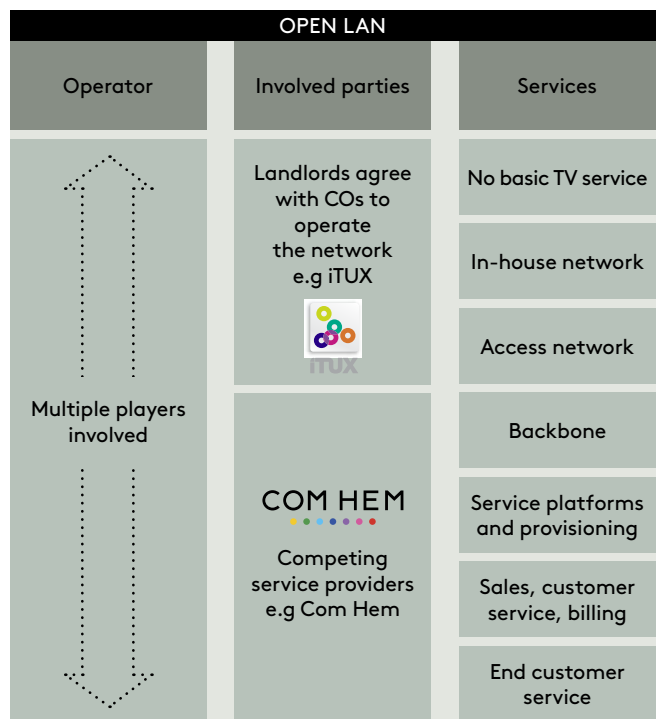 OPEN LAN
Operator
Involved parties
Services
Multiple players
involved
Landlords agree
with COs to
operate
the network
e.g iTUX
iTUX
COM HEM
Competing
service providers
e.g Com Hem
No basic TV service
In-house network
Access network
Backbone
Service platforms
and provisioning
Sales, customer
service, billing
End customer
service